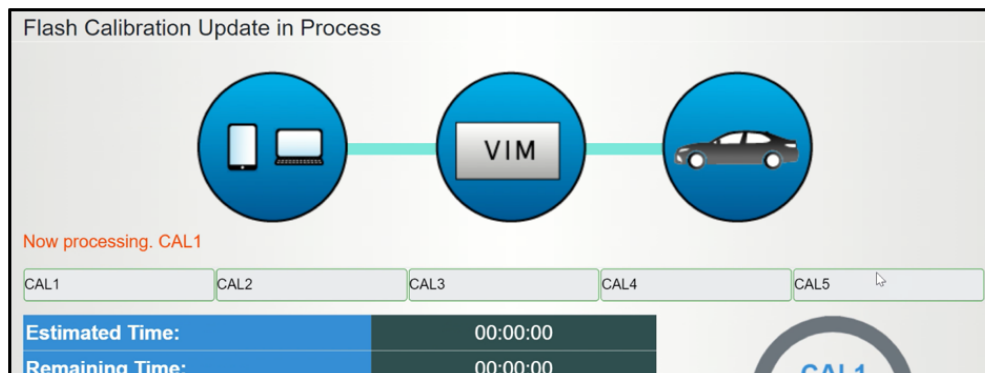 Flash Calibration Update in Process
VIM
Now processing. CAL1
CAL1 CAL2 CAL3 CAL4 CAL5
Estimated Time: 00:00:00
Remaining Time: 00:00:00
CAL1